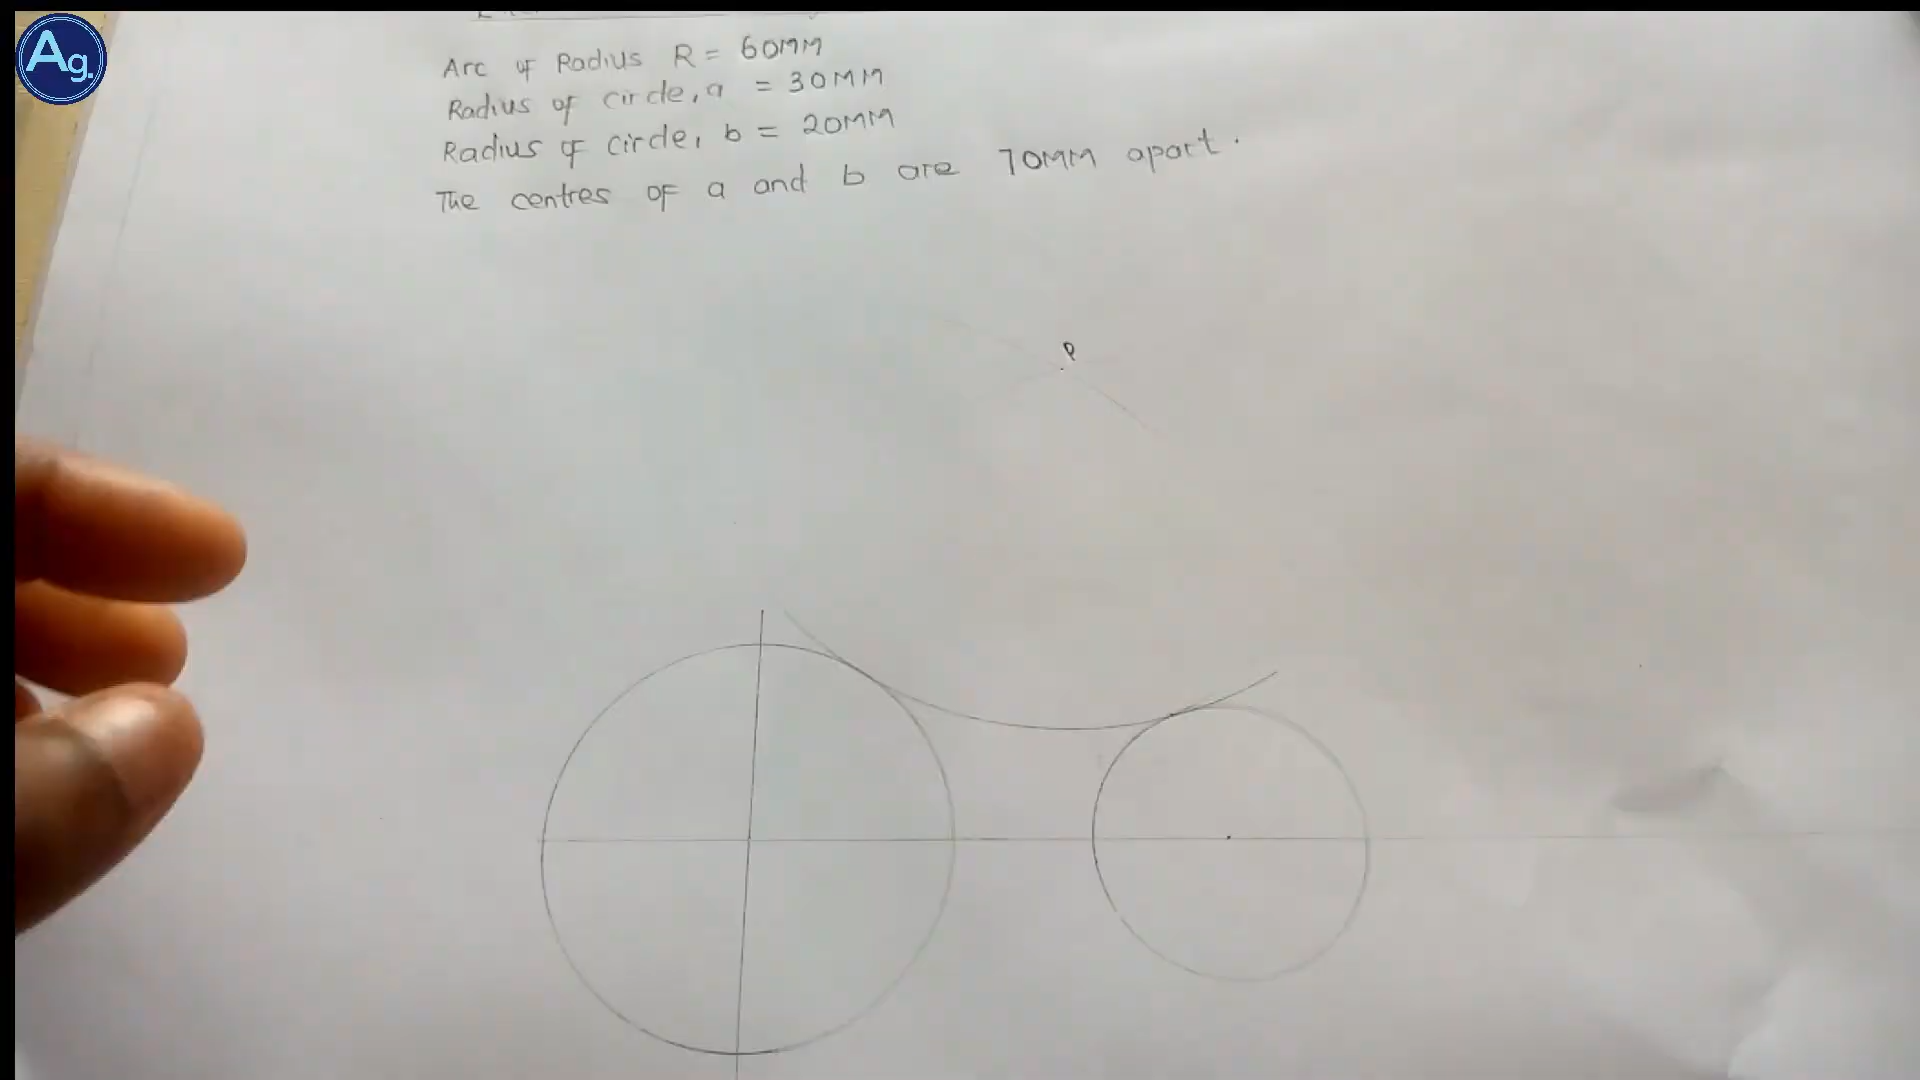 Ag.
Arc of Radius R = 60MM
Radius of circle, a = 30MM
Radius of circle, b = 20MM
The centres of a and b are 70MM apart.
P